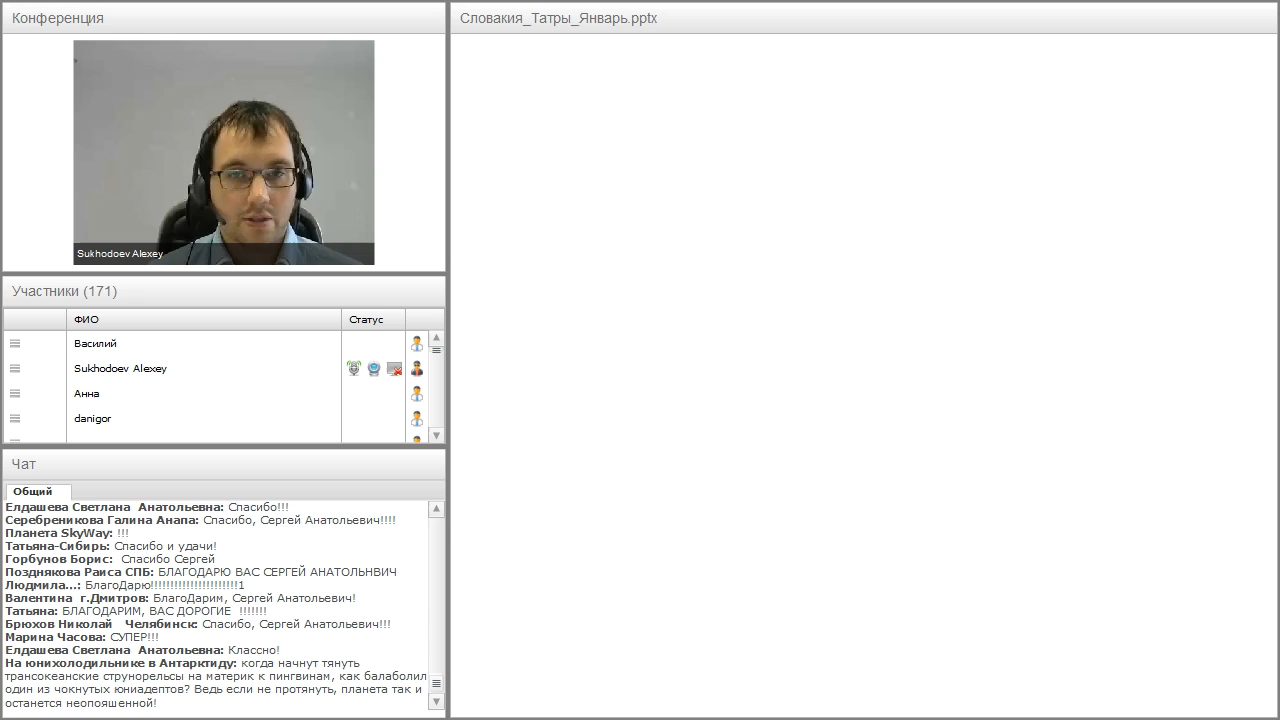 Конференция
Sukhodoev Alexey
Участники (171)
ФИО Статус
Василий
Sukhodoev Alexey
Анна
danigor
Чат
Общий
Елдашева Светлана Анатольевна: Спасибо!!!
Серебреникова Галина Анапа: Спасибо, Сергей Анатольевич!!!!
Планета SkyWay: !!!
Татьяна-Сибирь: Спасибо и удачи!
Горбунов Борис: Спасибо Сергей
Позднякова Раиса СПБ: БЛАГОДАРЮ ВАС СЕРГЕЙ АНАТОЛЬНВИЧ
Людмила...: БлагоДарю!!!!!!!!!!!!!!!!!!!!!!1
Валентина г.Дмитров: БлагоДарим, Сергей Анатольевич!
Татьяна: БЛАГОДАРИМ, ВАС ДОРОГИЕ !!!!!!!
Брюхов Николай Челябинск: Спасибо, Сергей Анатольевич!!!
Марина Часова: СУПЕР!!!
Елдашева Светлана Анатольевна: Классно!
На юнихолодильнике в Антарктиду: когда начнут тянуть
трансокеанские струнорельсы на материк к пингвинам, как балаболил
один из чокнутых юниадептов? Ведь если не протянуть, планета так и
останется неопояшенной!
Словакия_Татры_Январь.pptx